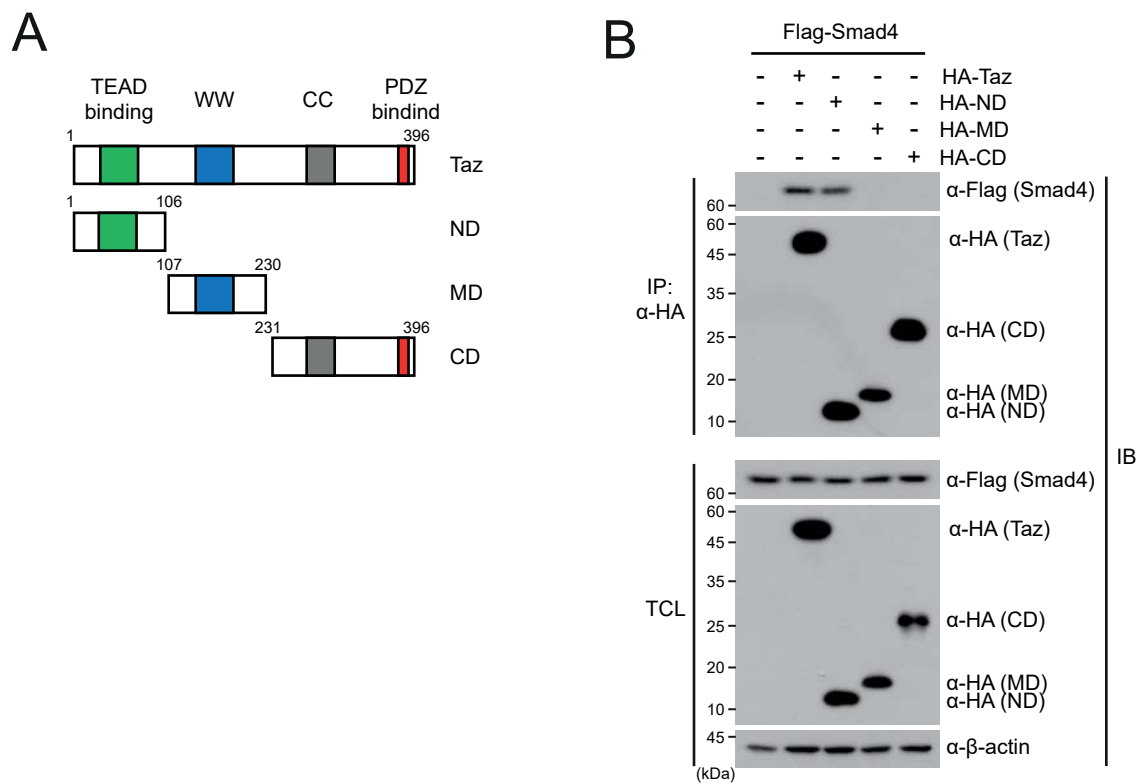 A
TEAD
binding
WW
CC
PDZ
bindind
1
396
Taz
1
106
ND
107
230
MD
231
396
CD
B
Flag-Smad4
- + - - - HA-Taz
- - + - - HA-ND
- - - + - HA-MD
- - - - + HA-CD
IP:
α-HA
60
α-Flag (Smad4)
60
45
35
25
20
10
α-HA (Taz)
α-HA (CD)
α-HA (MD)
α-HA (ND)
TCL
60
α-Flag (Smad4)
60
45
35
25
20
10
α-HA (Taz)
α-HA (CD)
α-HA (MD)
α-HA (ND)
45
α-β-actin
(kDa)
IB